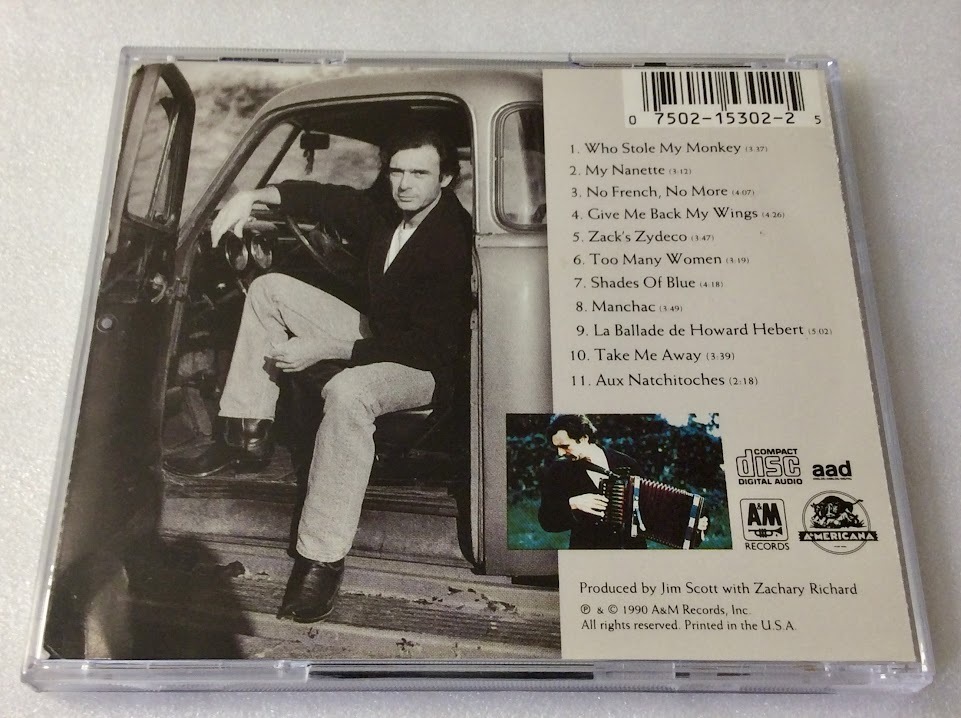 0 7502-15302-2 5
1. Who Stole My Monkey (3:37)
2. My Nanette (3:12)
3. No French, No More (4:07)
4. Give Me Back My Wings (4:26)
5. Zack's Zydeco (3:47)
6. Too Many Women (3:19)
7. Shades Of Blue (4:18)
8. Manchac (3:49)
9. La Ballade de Howard Hebert (5:02)
10. Take Me Away (3:39)
11. Aux Natchitoches (2:18)
COMPACT
disc
DIGITAL AUDIO
aad
A&M
RECORDS
A&MERICANA
Produced by Jim Scott with Zachary Richard
℗ & © 1990 A&M Records, Inc.
All rights reserved. Printed in the U.S.A.